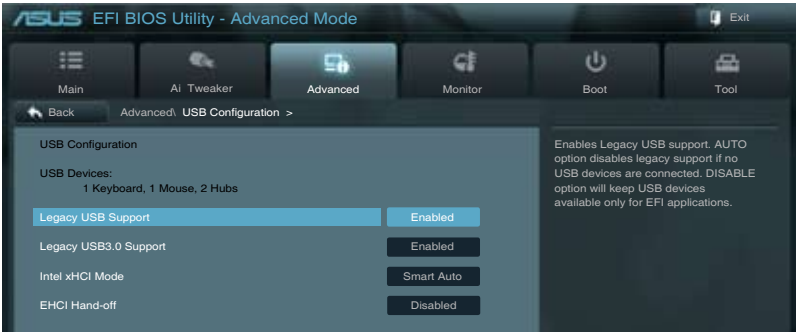 ASUS EFI BIOS Utility - Advanced Mode
Exit
Main
Ai Tweaker
Advanced
Monitor
Boot
Tool
Back
Advanced\ USB Configuration >
USB Configuration
USB Devices:
1 Keyboard, 1 Mouse, 2 Hubs
Legacy USB Support Enabled
Legacy USB3.0 Support Enabled
Intel xHCI Mode Smart Auto
EHCI Hand-off Disabled
Enables Legacy USB support. AUTO
option disables legacy support if no
USB devices are connected. DISABLE
option will keep USB devices
available only for EFI applications.